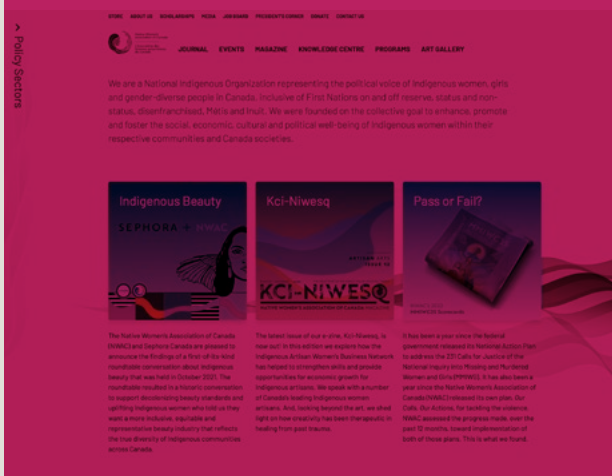 STORE ABOUT US SCHOLARSHIPS MEDIA JOB BOARD PRESIDENT'S CORNER DONATE CONTACT US
JOURNAL EVENTS MAGAZINE KNOWLEDGE CENTRE PROGRAMS ART GALLERY
> Policy Sectors
We are a National Indigenous Organization representing the political voice of Indigenous women, girls
and gender-diverse people in Canada, inclusive of First Nations on and off reserve, status and non-
status, disenfranchised, Métis and Inuit. We were founded on the collective goal to enhance, promote
and foster the social, economic, cultural and political well-being of Indigenous women within their
respective communities and Canada societies.
Indigenous Beauty
SEPHORA + NWAC
The Native Women's Association of Canada
(NWAC) and Sephora Canada are pleased to
announce the findings of a first-of-its-kind
roundtable conversation about Indigenous
beauty that was held in October 2021. The
roundtable resulted in a historic conversation
to support decolonising beauty standards and
uplifting Indigenous women who told us they
want a more inclusive, equitable and
representative beauty industry that reflects
the true diversity of Indigenous communities
across Canada.
Kci-Niwesq
ISSUE 10
KCI-NIWESQ
NATIVE WOMEN'S ASSOCIATION OF CANADA MAGAZINE
The latest issue of our e-zine, Kci-Niwesq, is
now out! In this edition we explore how the
Indigenous Artisan Women's Business Network
has helped to strengthen skills and provide
opportunities for economic growth for
Indigenous artisans. We speak with a number
of Canada's leading Indigenous women
artisans. And, looking beyond the art, we shed
light on how creativity has been therapeutic in
healing from past trauma.
Pass or Fail?
It has been a year since the federal
government released its National Action Plan
to address the 231 Calls for Justice of the
National Inquiry into Missing and Murdered
Women and Girls (MMIWG). It has also been a
year since the Native Women's Association of
Canada (NWAC) released its own plan, Our
Calls, Our Actions, for tackling the violence.
NWAC assessed the progress made, over the
past 12 months, toward implementation of
both of those plans. This is what we found.